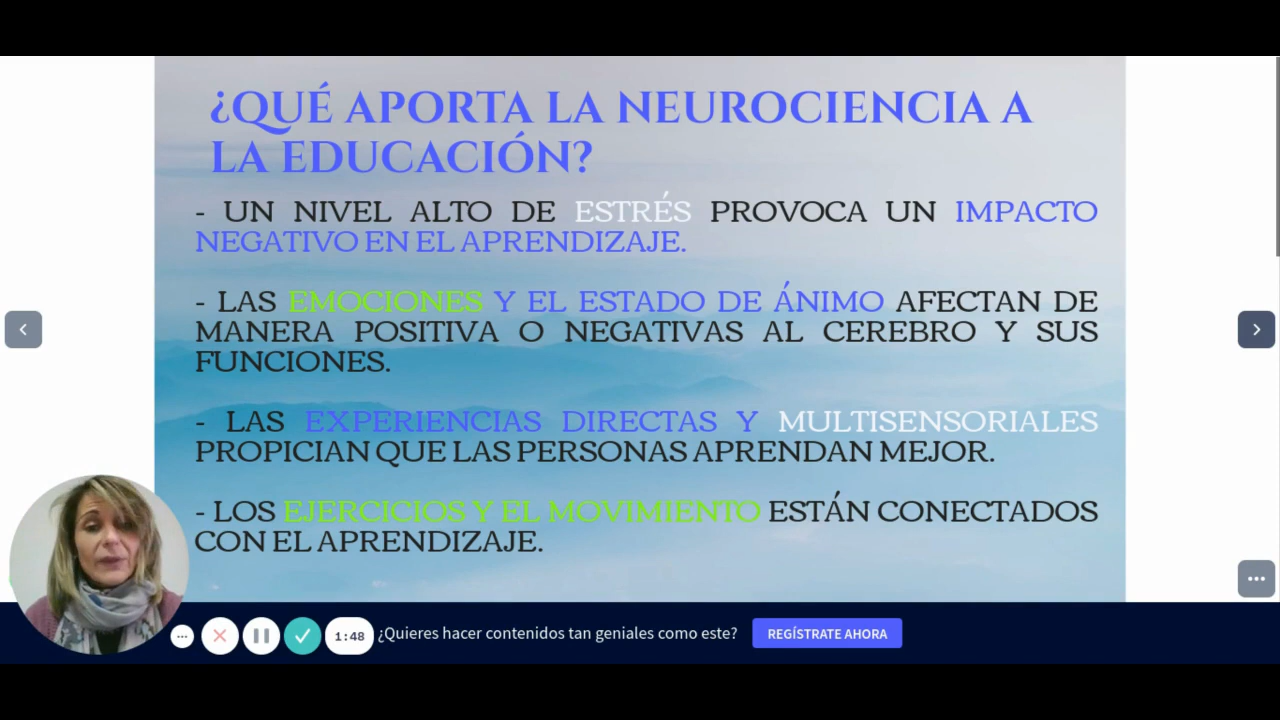 ¿QUÉ APORTA LA NEUROCIENCIA A
LA EDUCACIÓN?
- UN NIVEL ALTO DE ESTRÉS PROVOCA UN IMPACTO
NEGATIVO EN EL APRENDIZAJE.
- LAS EMOCIONES Y EL ESTADO DE ÁNIMO AFECTAN DE
MANERA POSITIVA O NEGATIVAS AL CEREBRO Y SUS
FUNCIONES.
- LAS EXPERIENCIAS DIRECTAS Y MULTISENSORIALES
PROPICIAN QUE LAS PERSONAS APRENDAN MEJOR.
- LOS EJERCICIOS Y EL MOVIMIENTO ESTÁN CONECTADOS
CON EL APRENDIZAJE.
1:48 ¿Quieres hacer contenidos tan geniales como este? REGÍSTRATE AHORA